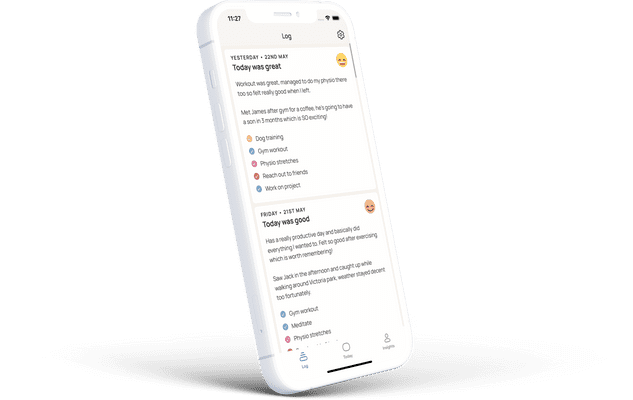 11:27
Log
YESTERDAY • 22ND MAY
Today was great
Workout was great, managed to do my physio there
too so felt really good when I left.
Met James after gym for a coffee, he's going to have
a son in 3 months which is SO exciting!
Dog training
Gym workout
Physio stretches
Reach out to friends
Work on project
FRIDAY • 21ST MAY
Today was good
Has a really productive day and basically did
everything I wanted to. Felt so good after exercising
which is worth remembering!
Saw Jack in the afternoon and caught up while
walking around Victoria park, weather stayed decent
too fortunately.
Gym workout
Meditate
Physio stretches
Log
Today
Insights